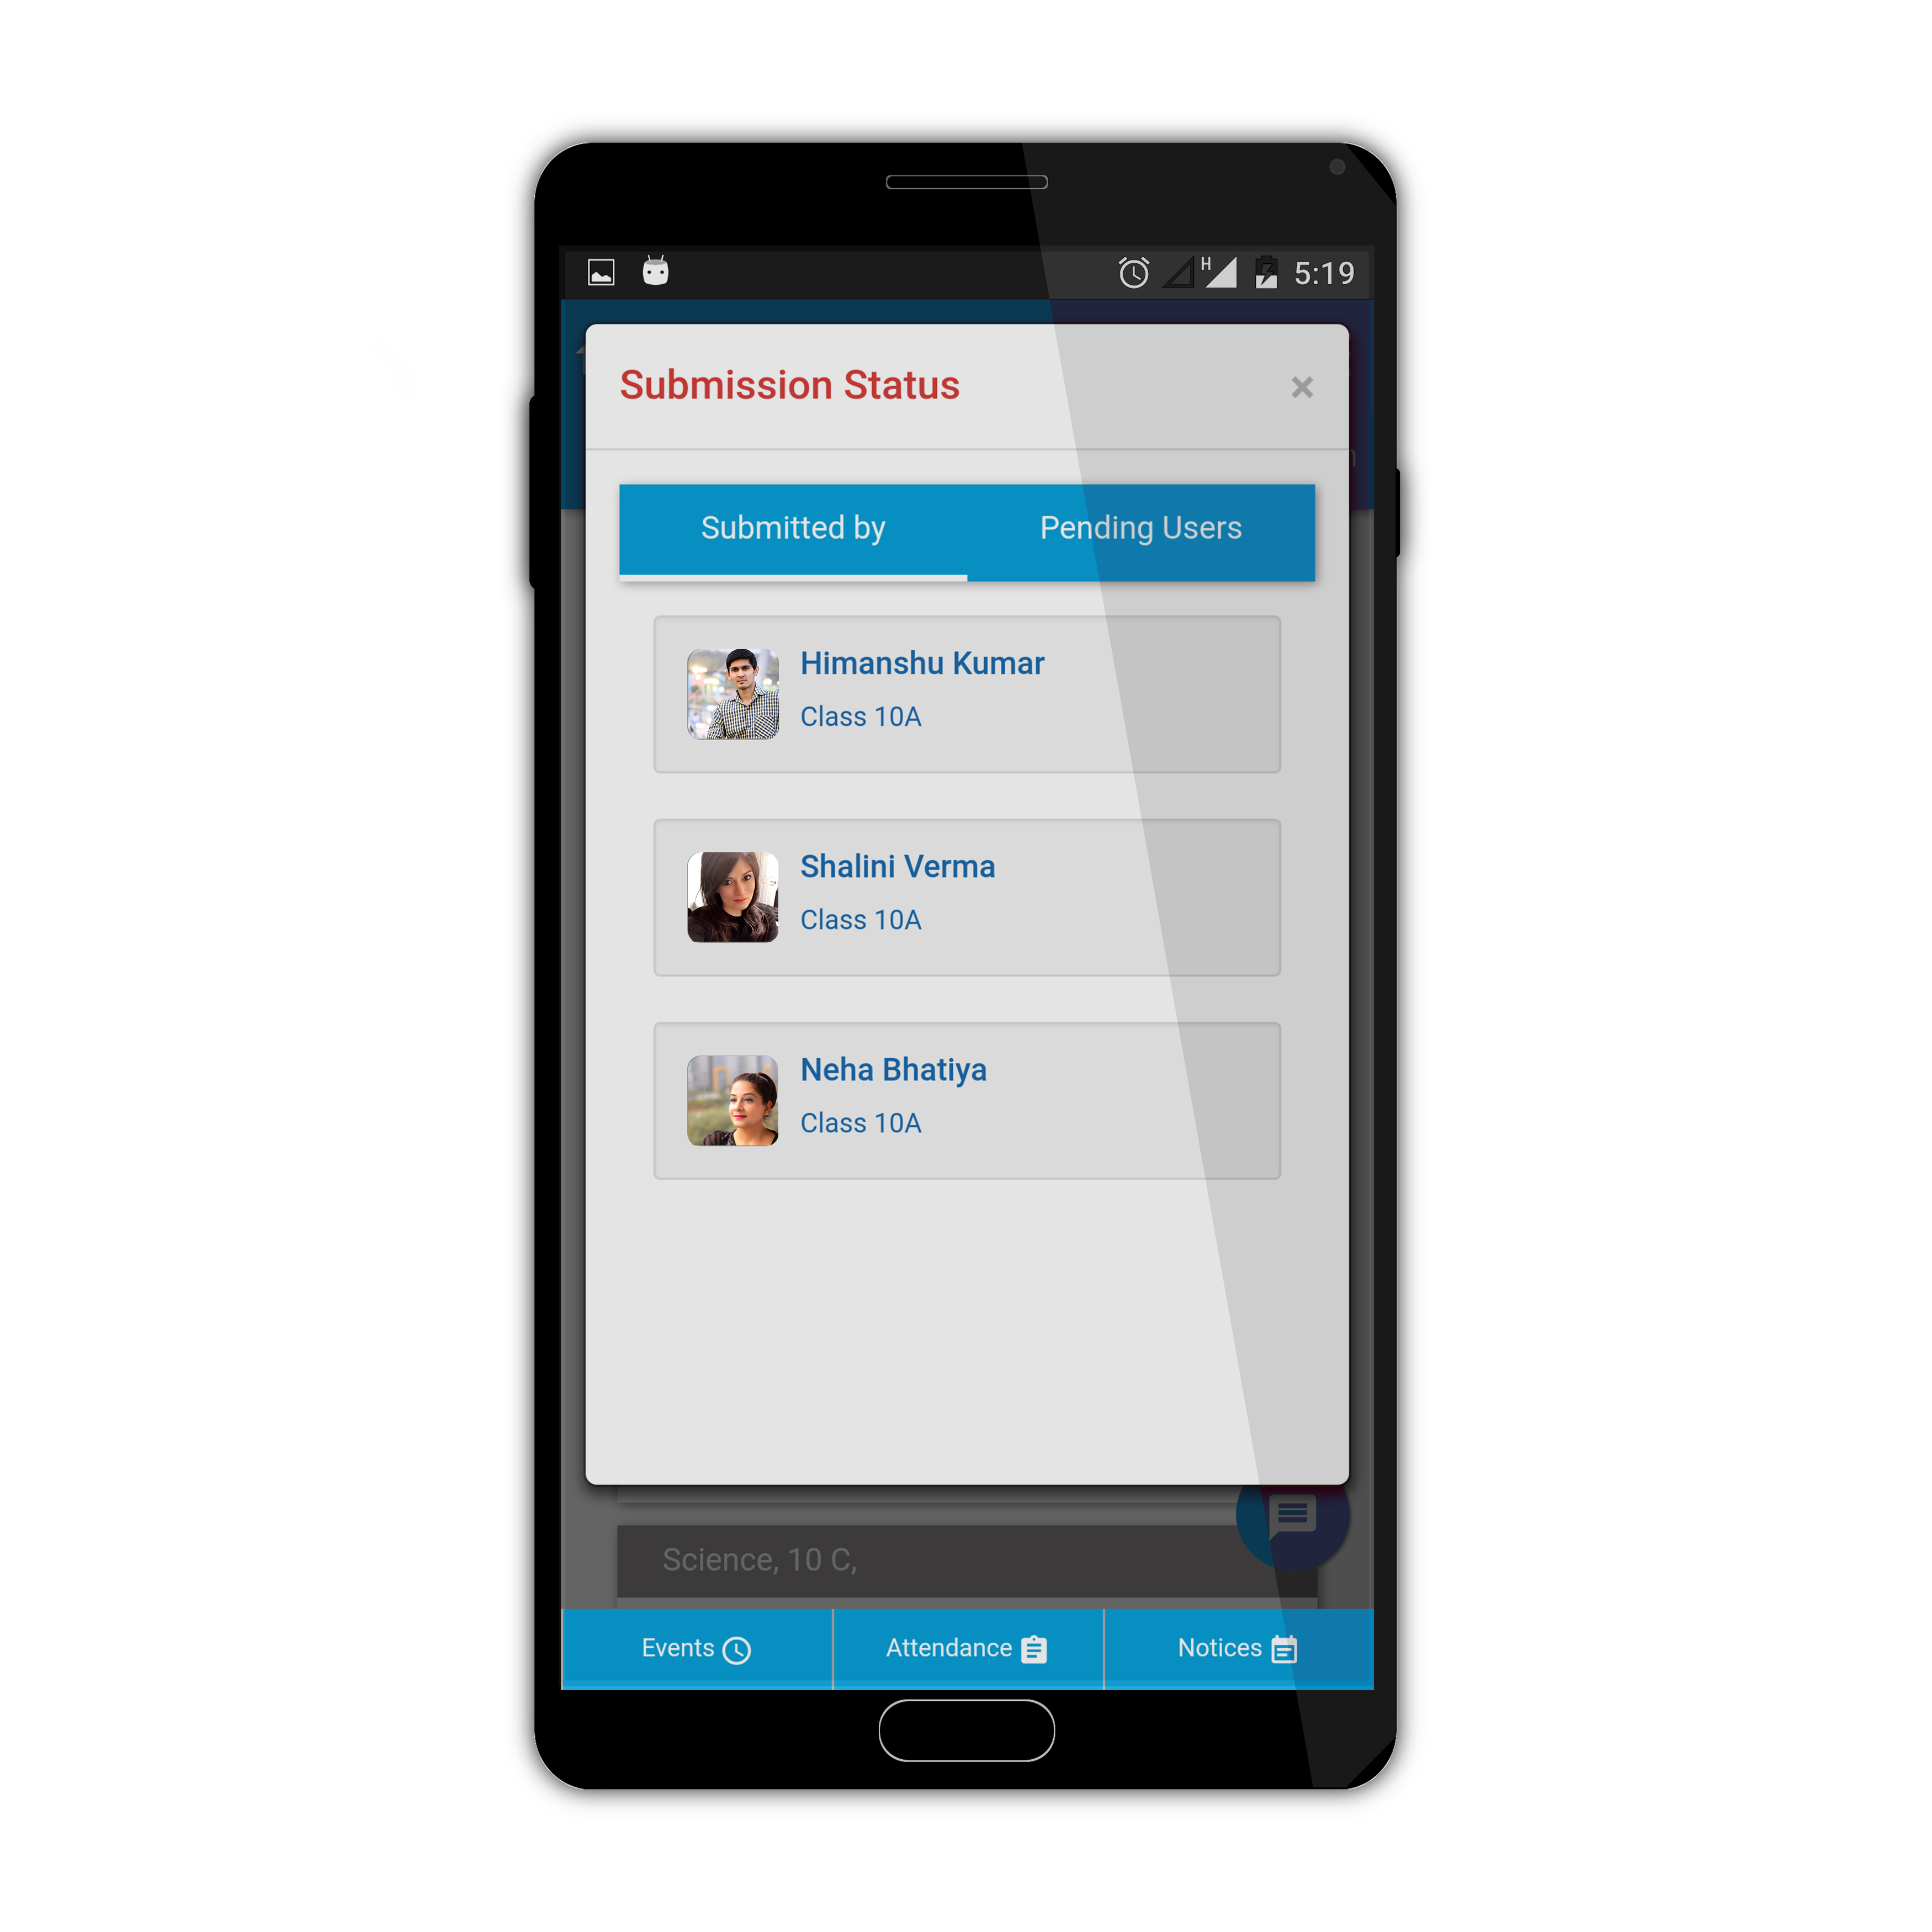 H 5:19
Submission Status
×
Submitted by Pending Users
Himanshu Kumar
Class 10A
Shalini Verma
Class 10A
Neha Bhatiya
Class 10A
Science, 10 C,
Events Attendance Notices